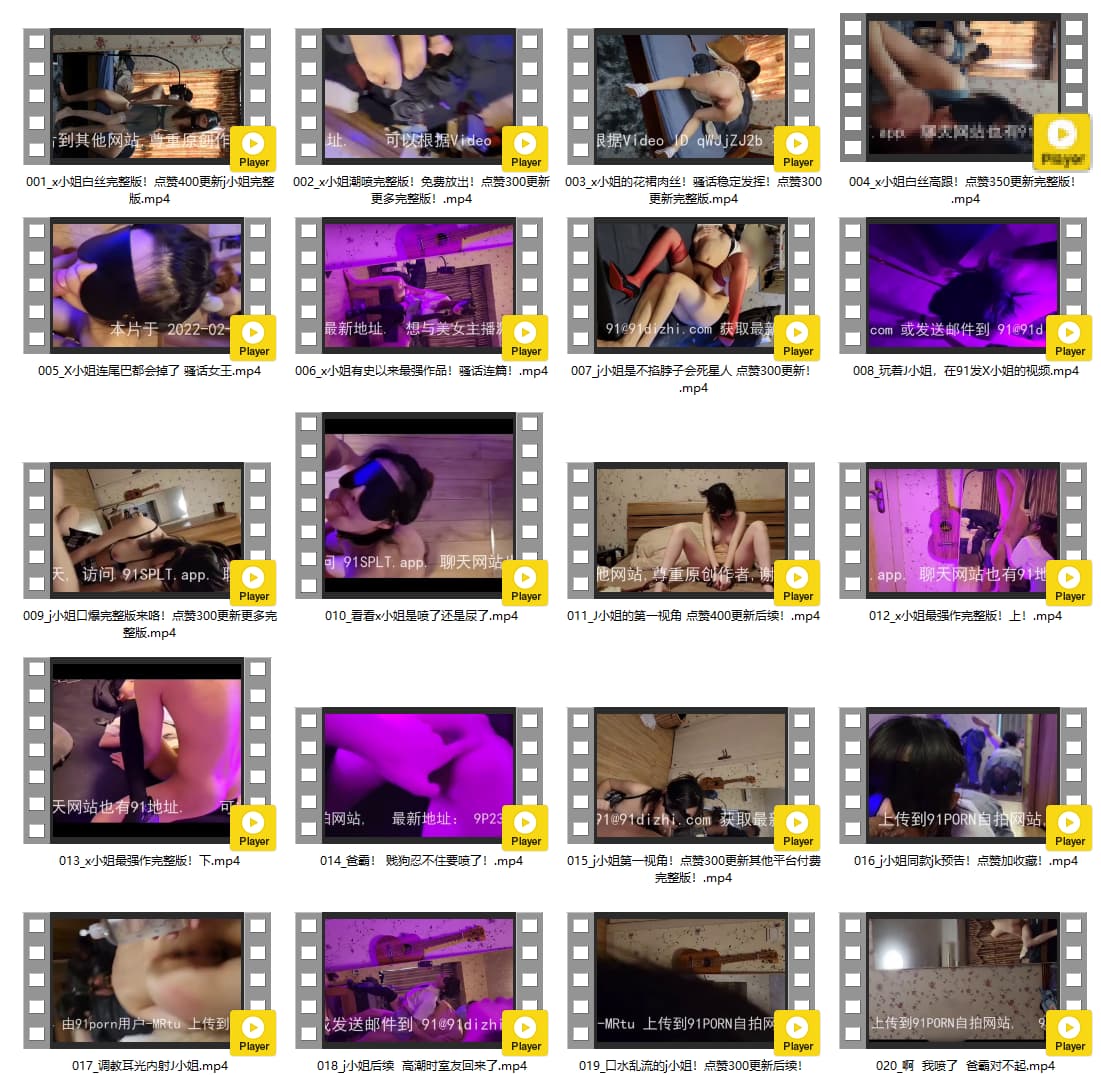 到其他网站,尊重原创作
Player
址. 可以根据Video
Player
根据Video ID qWJjZJ2b
Player
.app. 聊天网站也有91
Player
001_x小姐白丝完整版！点赞400更新j小姐完整
版.mp4
002_x小姐潮喷完整版！免费放出！点赞300更新
更多完整版！.mp4
003_x小姐的花裙肉丝！骚话稳定发挥！点赞300
更新完整版.mp4
004_x小姐白丝高跟！点赞350更新完整版！
.mp4
本片于 2022-02-
Player
最新地址. 想与美女主播
Player
91@91dizhi.com 获取最新
Player
com 或发送邮件到 91@91d
Player
005_X小姐连尾巴都会掉了 骚话女王.mp4
006_x小姐有史以来最强作品！骚话连篇！.mp4
007_j小姐是不掐脖子会死星人 点赞300更新！
.mp4
008_玩着J小姐，在91发X小姐的视频.mp4
天, 访问 91SPLT.app.
Player
问 91SPLT.app. 聊天网站
Player
他网站,尊重原创作者,谢
Player
.app. 聊天网站也有91地
Player
009_j小姐口爆完整版来咯！点赞300更新更多完
整版.mp4
010_看看x小姐是喷了还是尿了.mp4
011_J小姐的第一视角 点赞400更新后续！.mp4
012_x小姐最强作完整版！上！.mp4
天网站也有91地址. 可
Player
拍网站, 最新地址: 9P23
Player
91@91dizhi.com 获取最新
Player
上传到91PORN自拍网站,
Player
013_x小姐最强作完整版！下.mp4
014_爸霸！ 贱狗忍不住要喷了！.mp4
015_j小姐第一视角！点赞300更新其他平台付费
完整版！.mp4
016_j小姐同款jk预告！点赞加收藏！.mp4
由91porn用户-MRtu 上传到
Player
或发送邮件到 91@91dizhi
Player
-MRtu 上传到91PORN自拍网
Player
上传到91PORN自拍网站,
Player
017_调教耳光内射J小姐.mp4
018_j小姐后续 高潮时室友回来了.mp4
019_口水乱流的j小姐！点赞300更新后续！
020_啊 我喷了 爸霸对不起.mp4